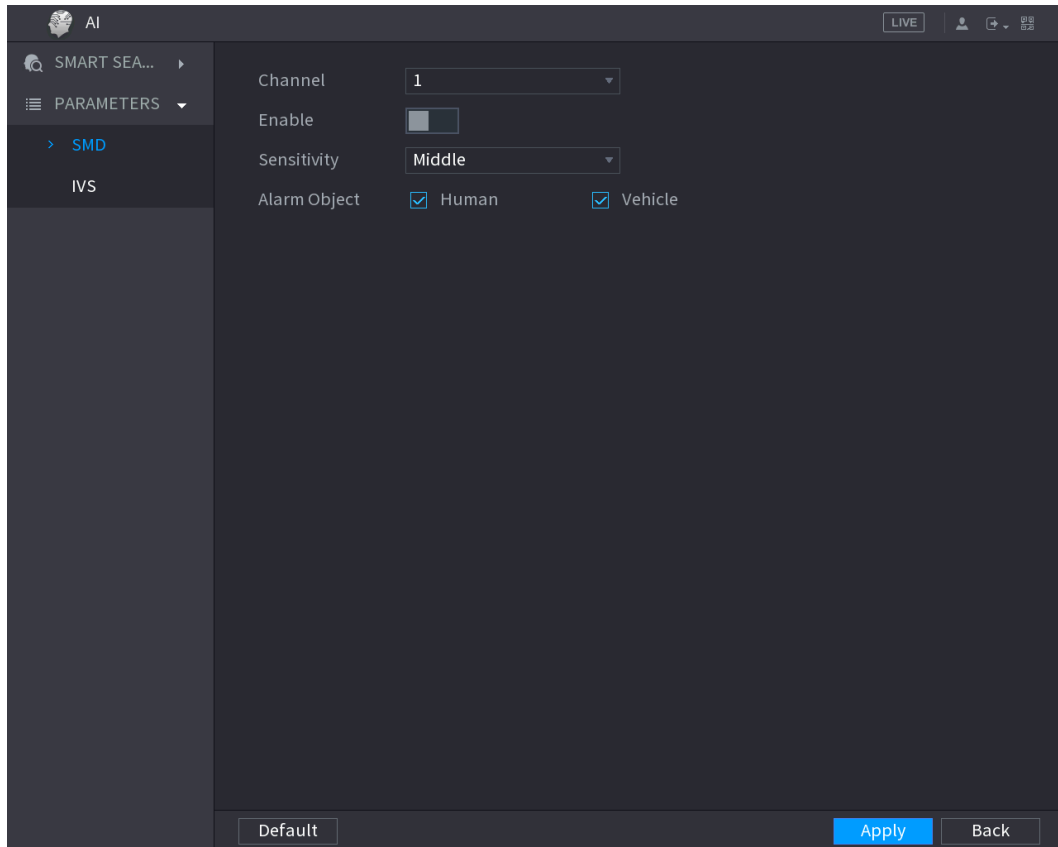 AI
LIVE
SMART SEA...
PARAMETERS
SMD
IVS
Channel 1
Enable
Sensitivity Middle
Alarm Object Human Vehicle
Default Apply Back